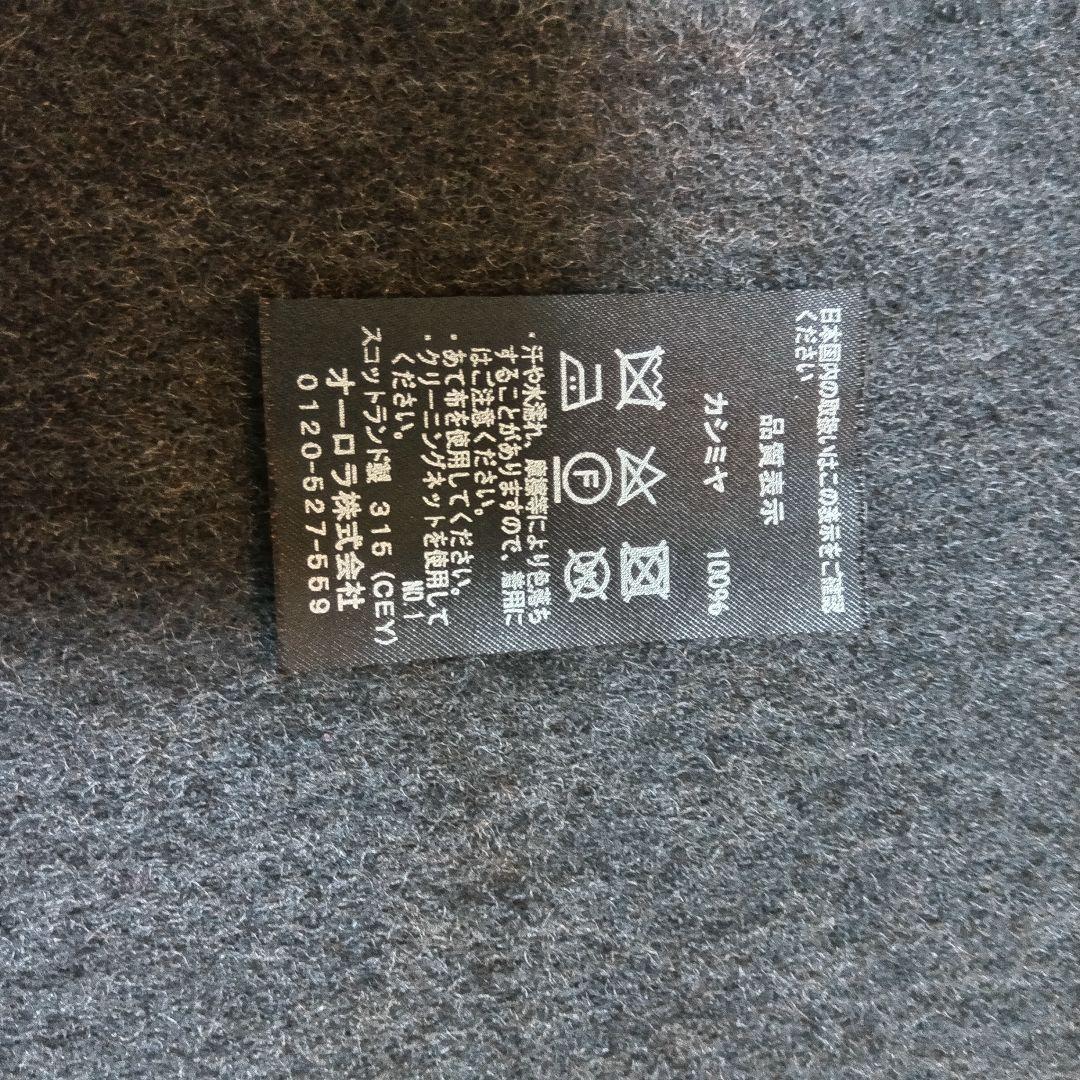 日本国内の取扱いはこの表示をご確認
ください
品質表示
カシミヤ 100%
・汗や水濡れ、摩擦等により色落ち
することがありますので、着用に
はご注意ください。
・あて布を使用してください。
・クリーニングネットを使用して
ください。 NO.1
スコットランド製 315 (CEY)
オーロラ株式会社
0120-527-559